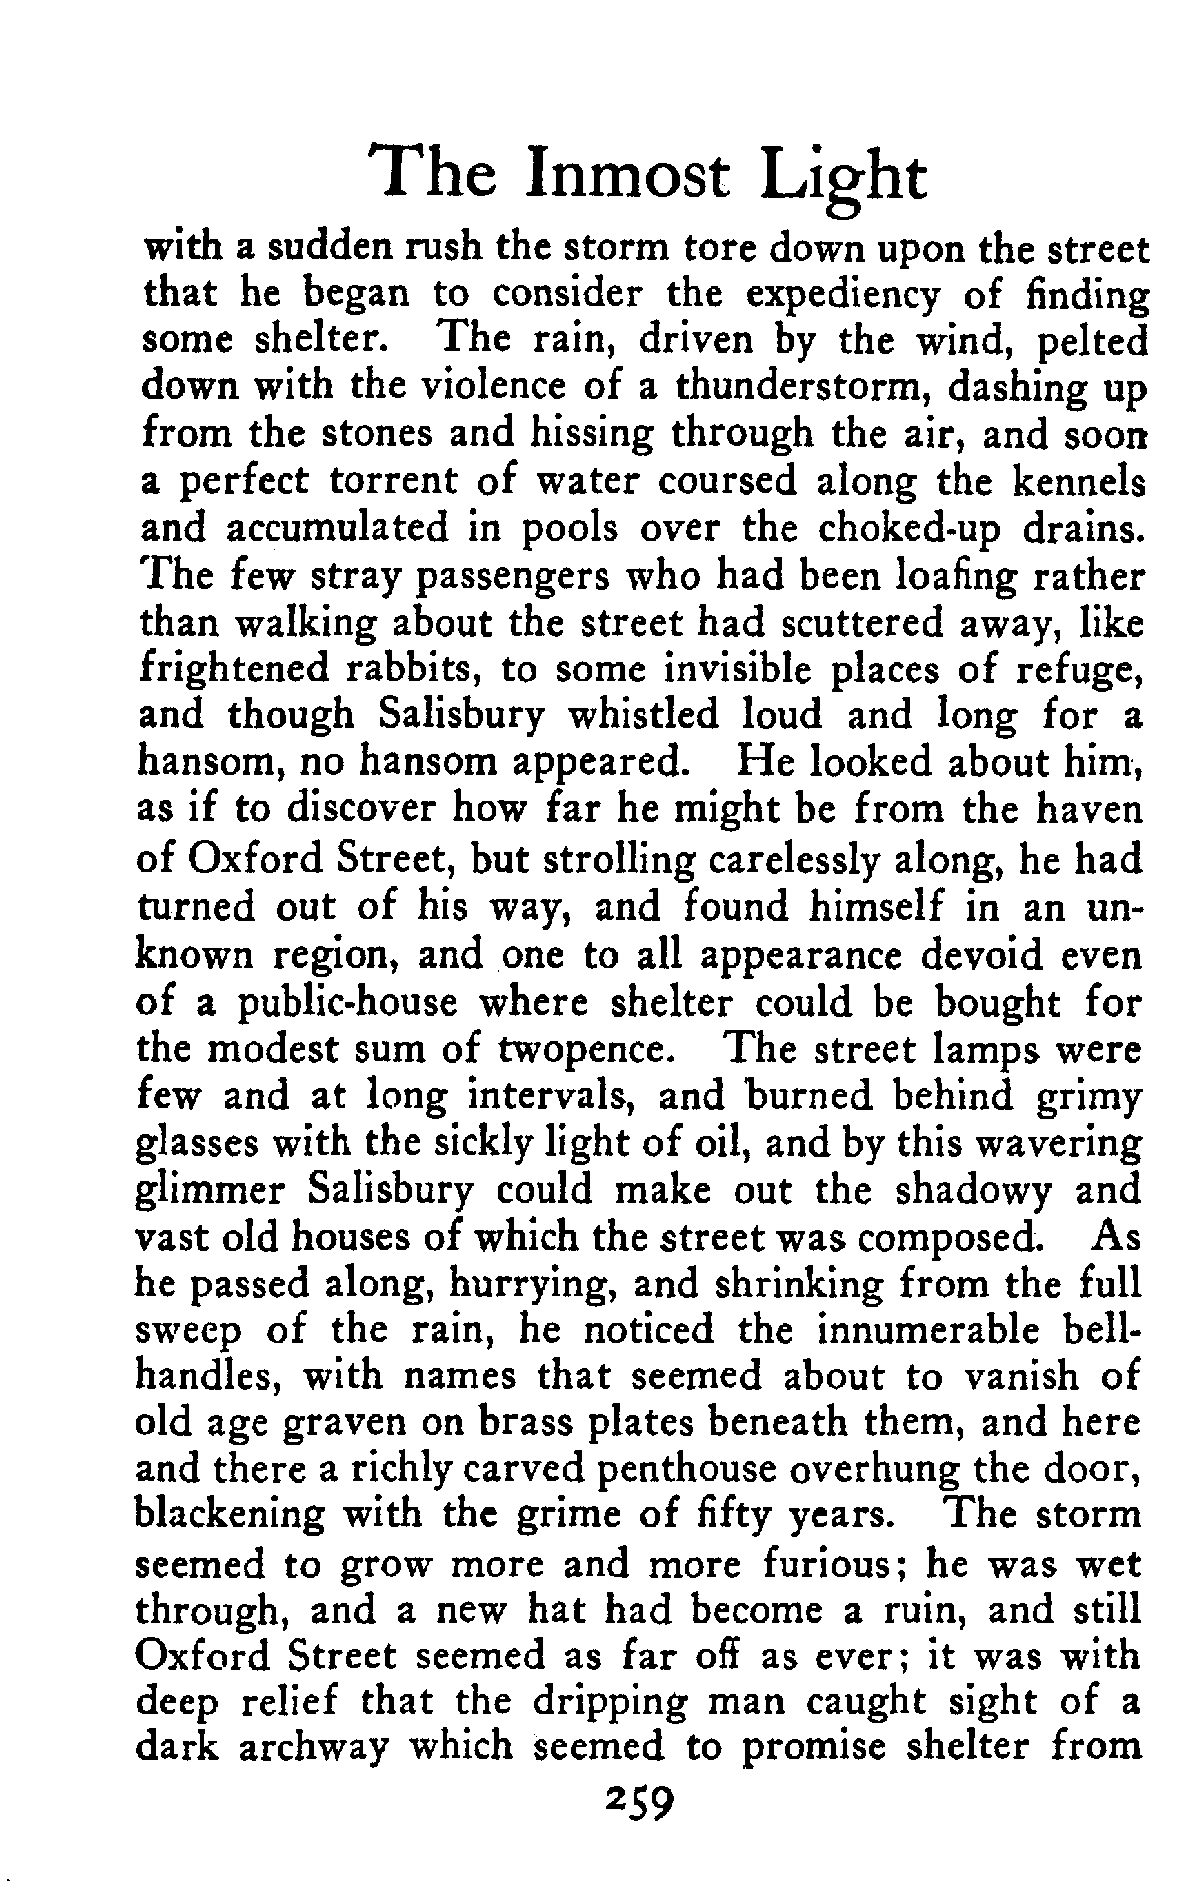 The Inmost Light
with a sudden rush the storm tore down upon the street
that he began to consider the expediency of finding
some shelter. The rain, driven by the wind, pelted
down with the violence of a thunderstorm, dashing up
from the stones and hissing through the air, and soon
a perfect torrent of water coursed along the kennels
and accumulated in pools over the choked-up drains.
The few stray passengers who had been loafing rather
than walking about the street had scuttered away, like
frightened rabbits, to some invisible places of refuge,
and though Salisbury whistled loud and long for a
hansom, no hansom appeared. He looked about him,
as if to discover how far he might be from the haven
of Oxford Street, but strolling carelessly along, he had
turned out of his way, and found himself in an un-
known region, and one to all appearance devoid even
of a public-house where shelter could be bought for
the modest sum of twopence. The street lamps were
few and at long intervals, and burned behind grimy
glasses with the sickly light of oil, and by this wavering
glimmer Salisbury could make out the shadowy and
vast old houses of which the street was composed. As
he passed along, hurrying, and shrinking from the full
sweep of the rain, he noticed the innumerable bell-
handles, with names that seemed about to vanish of
old age graven on brass plates beneath them, and here
and there a richly carved penthouse overhung the door,
blackening with the grime of fifty years. The storm
seemed to grow more and more furious; he was wet
through, and a new hat had become a ruin, and still
Oxford Street seemed as far off as ever; it was with
deep relief that the dripping man caught sight of a
dark archway which seemed to promise shelter from
259